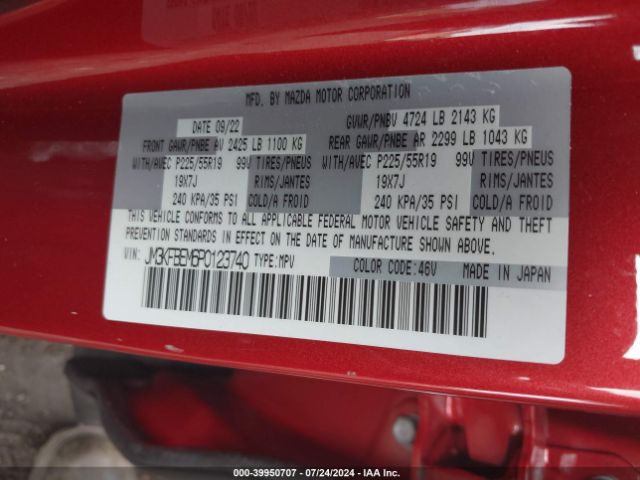 MFD. BY MAZDA MOTOR CORPORATION
DATE 09/22 GVWR/PNBV 4724 LB 2143 KG
FRONT GAWR/PNBE AV 2425 LB 1100 KG REAR GAWR/PNBE AR 2299 LB 1043 KG
WITH/AVEC P225/55R19 99V TIRES/PNEUS WITH/AVEC P225/55R19 99V TIRES/PNEUS
19X7J RIMS/JANTES 19X7J RIMS/JANTES
240 KPA/35 PSI COLD/A FROID 240 KPA/35 PSI COLD/A FROID
THIS VEHICLE CONFORMS TO ALL APPLICABLE FEDERAL MOTOR VEHICLE SAFETY AND THEFT
PREVENTION STANDARDS IN EFFECT ON THE DATE OF MANUFACTURE SHOWN ABOVE.
VIN: JM3KFBEM6P0123740 TYPE: MPV
COLOR CODE: 46V MADE IN JAPAN
000-39950707 - 07/24/2024 - IAA Inc.